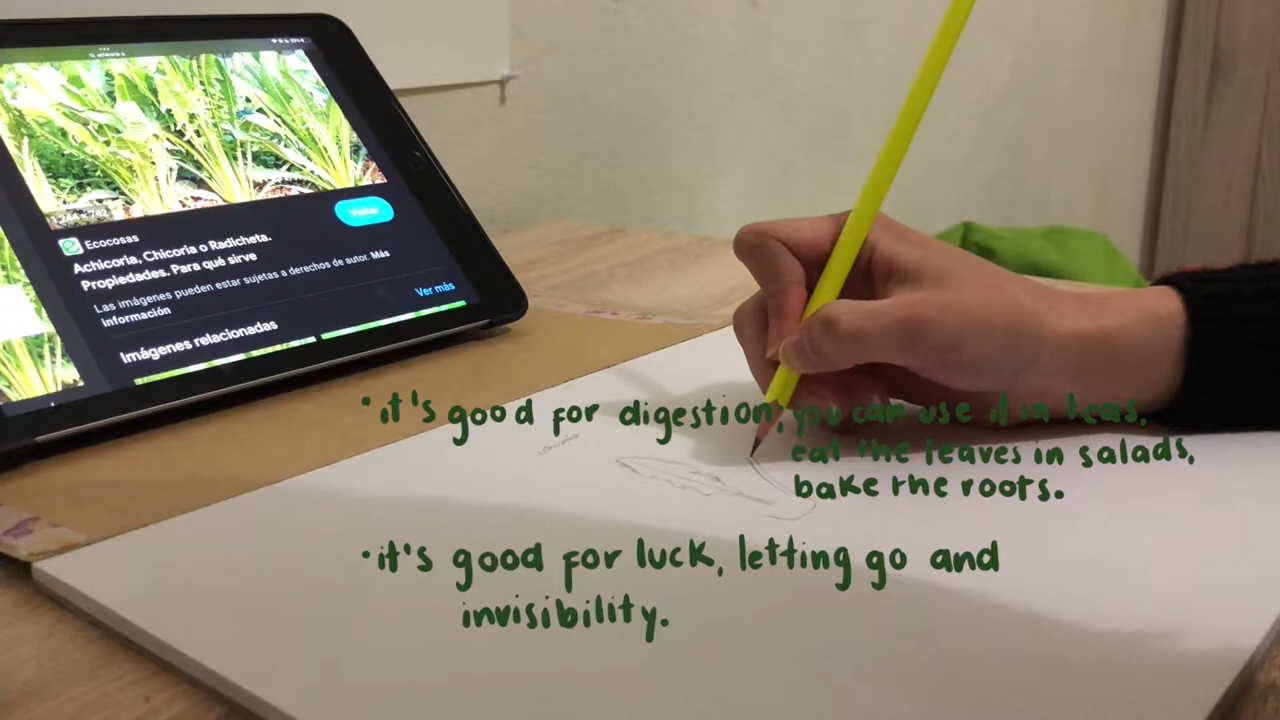 Ecocosas
Visitar
Achicoria, Chicoria o Radicheta.
Propiedades. Para qué sirve
Las imágenes pueden estar sujetas a derechos de autor. Más
información
Ver más
Imágenes relacionadas
•it's good for digestion; you can use it in teas,
eat the leaves in salads,
bake the roots.
•it's good for luck, letting go and
invisibility.